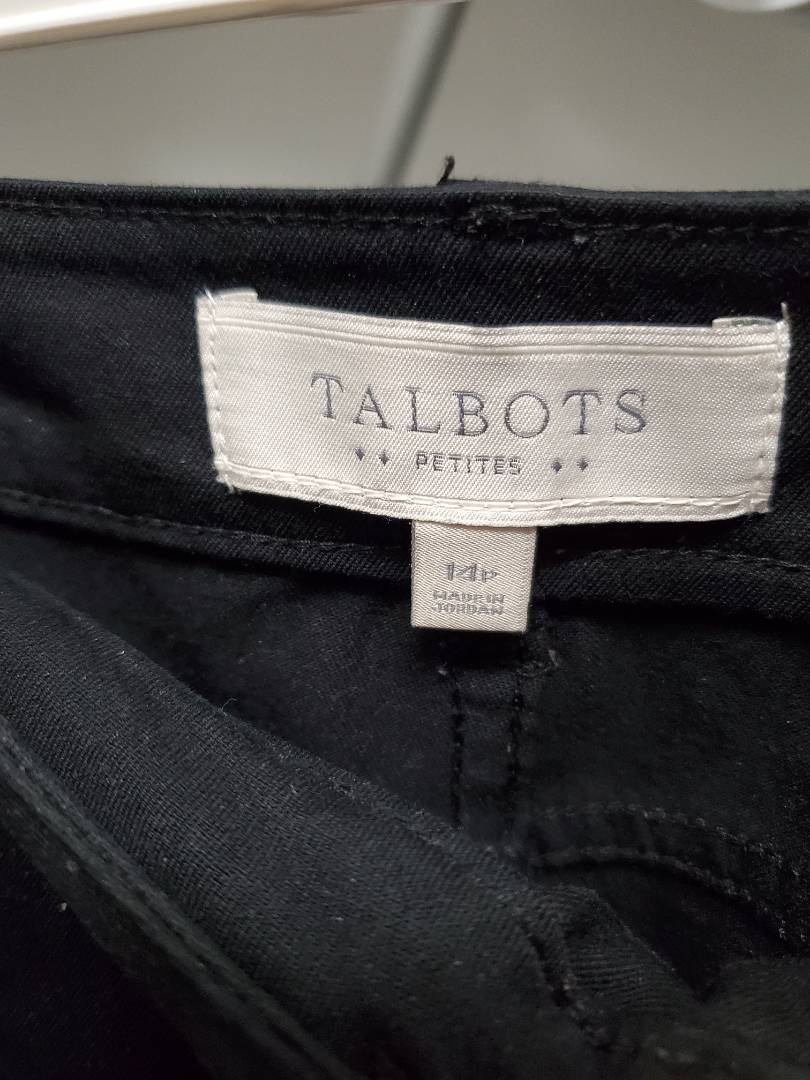 TALBOTS
PETITES
14P
MADE IN
JORDAN